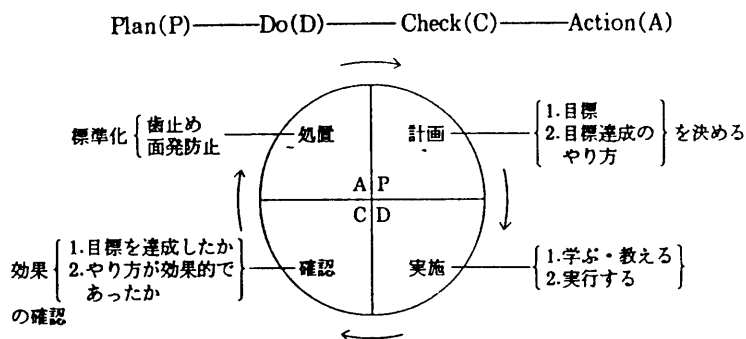 Plan(P)——Do(D)——Check(C)——Action(A)
標準化
歯止め
面発防止
処置
計画
1.目標
2.目標達成の
やり方
を決める
A P
C D
効果
1.目標を達成したか
2.やり方が効果的で
あったか
の確認
確認
実施
1.学ぶ・教える
2.実行する